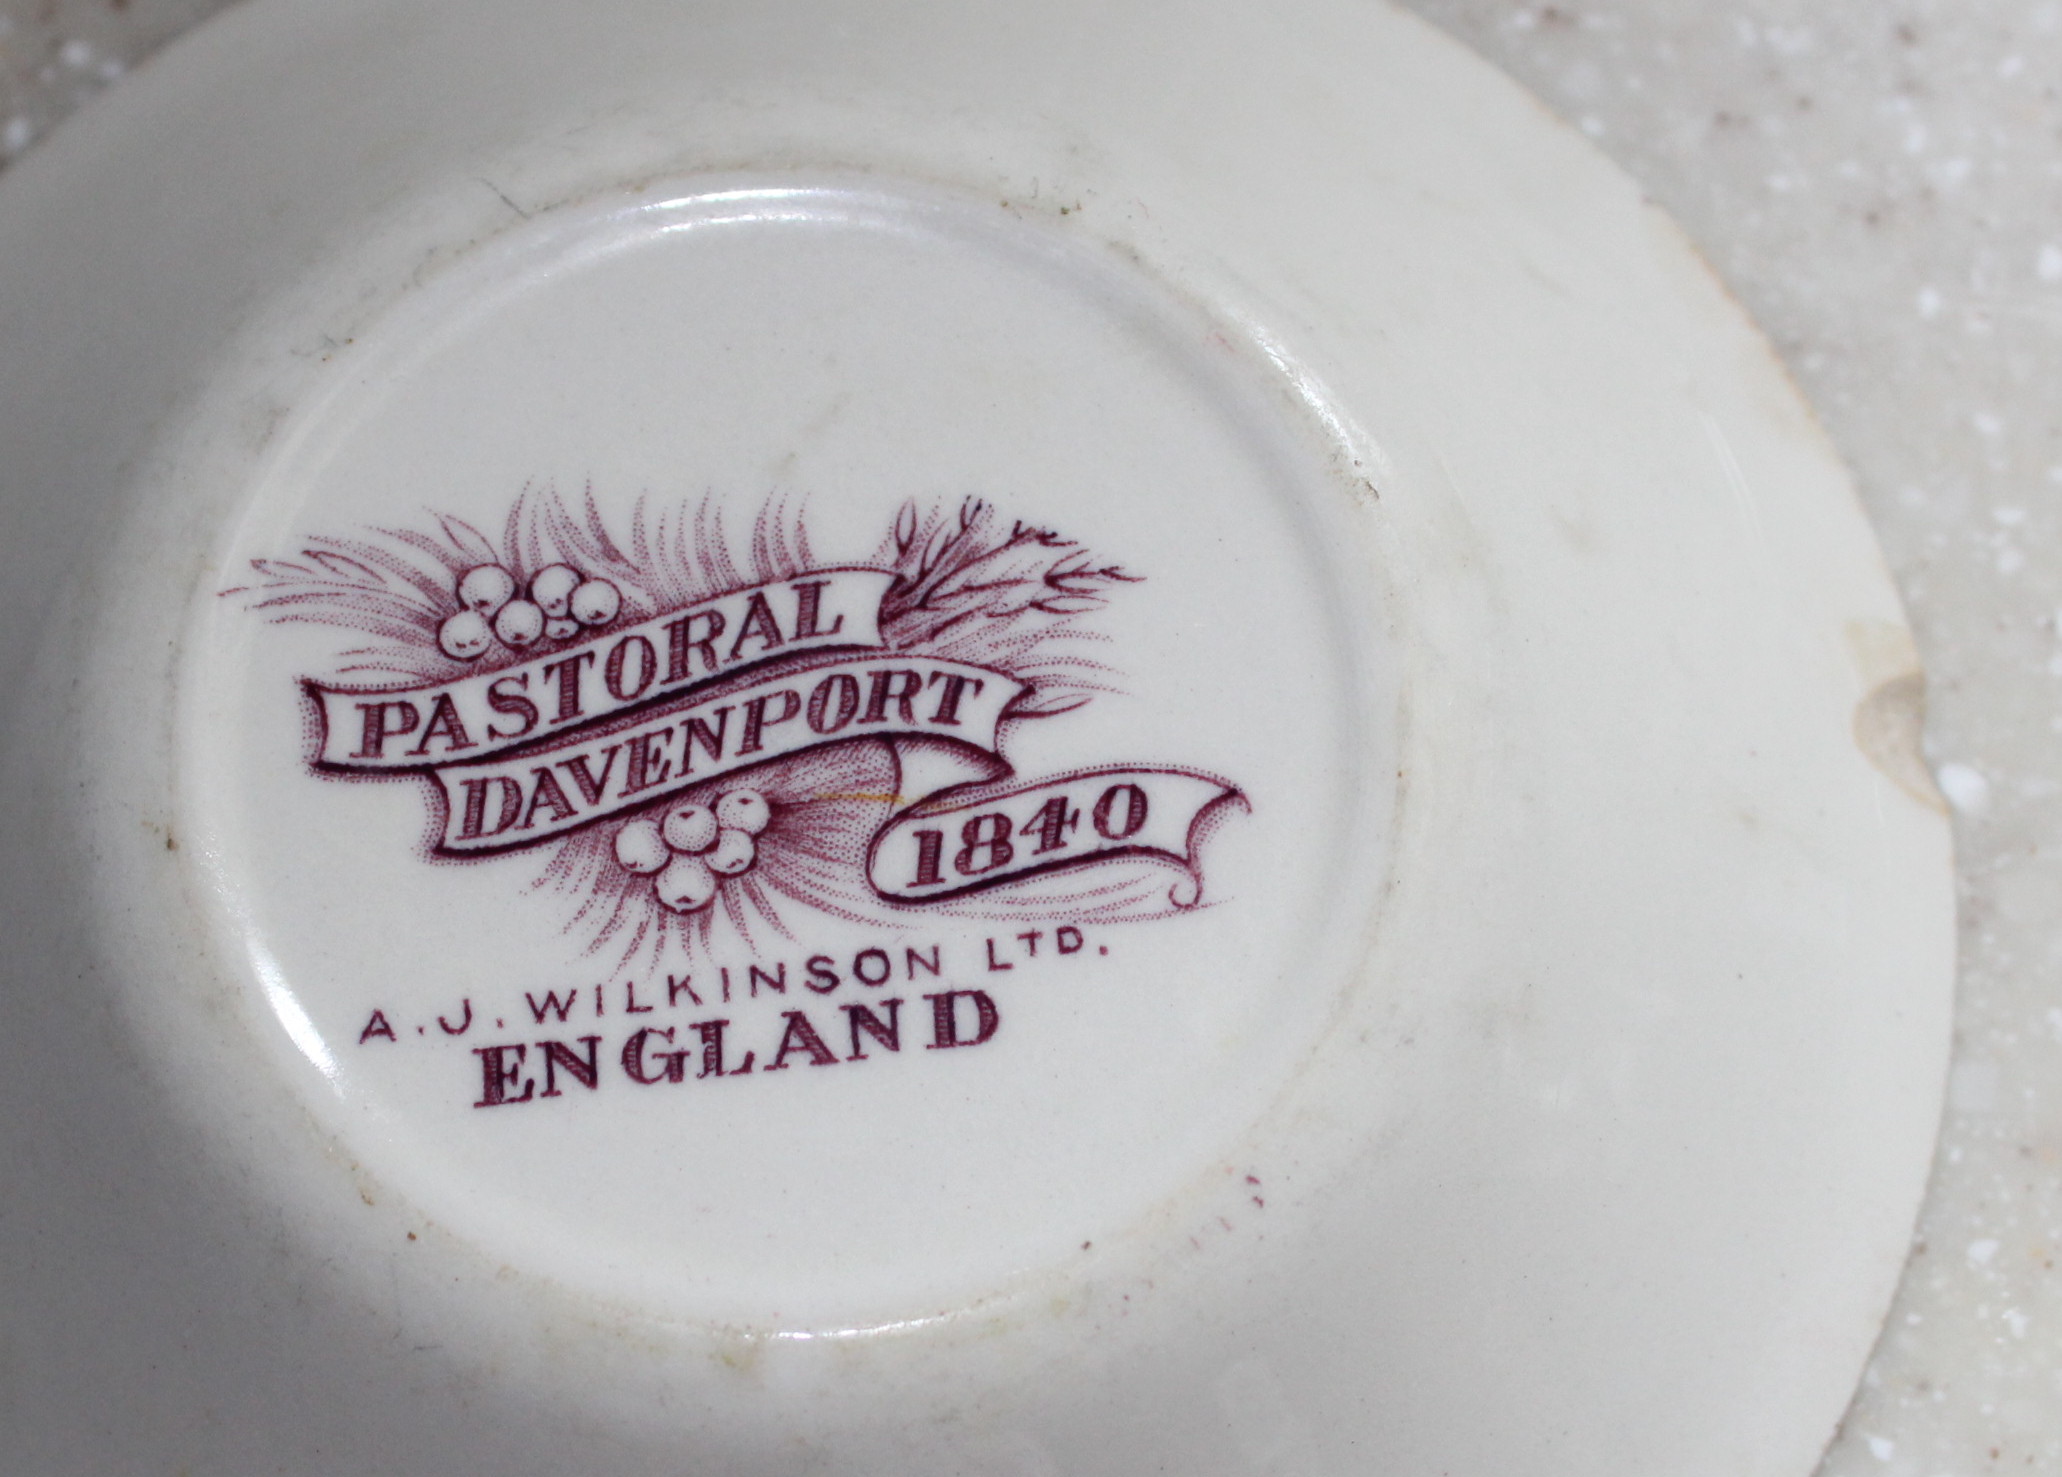 PASTORAL
DAVENPORT
1840
A.J. WILKINSON LTD.
ENGLAND